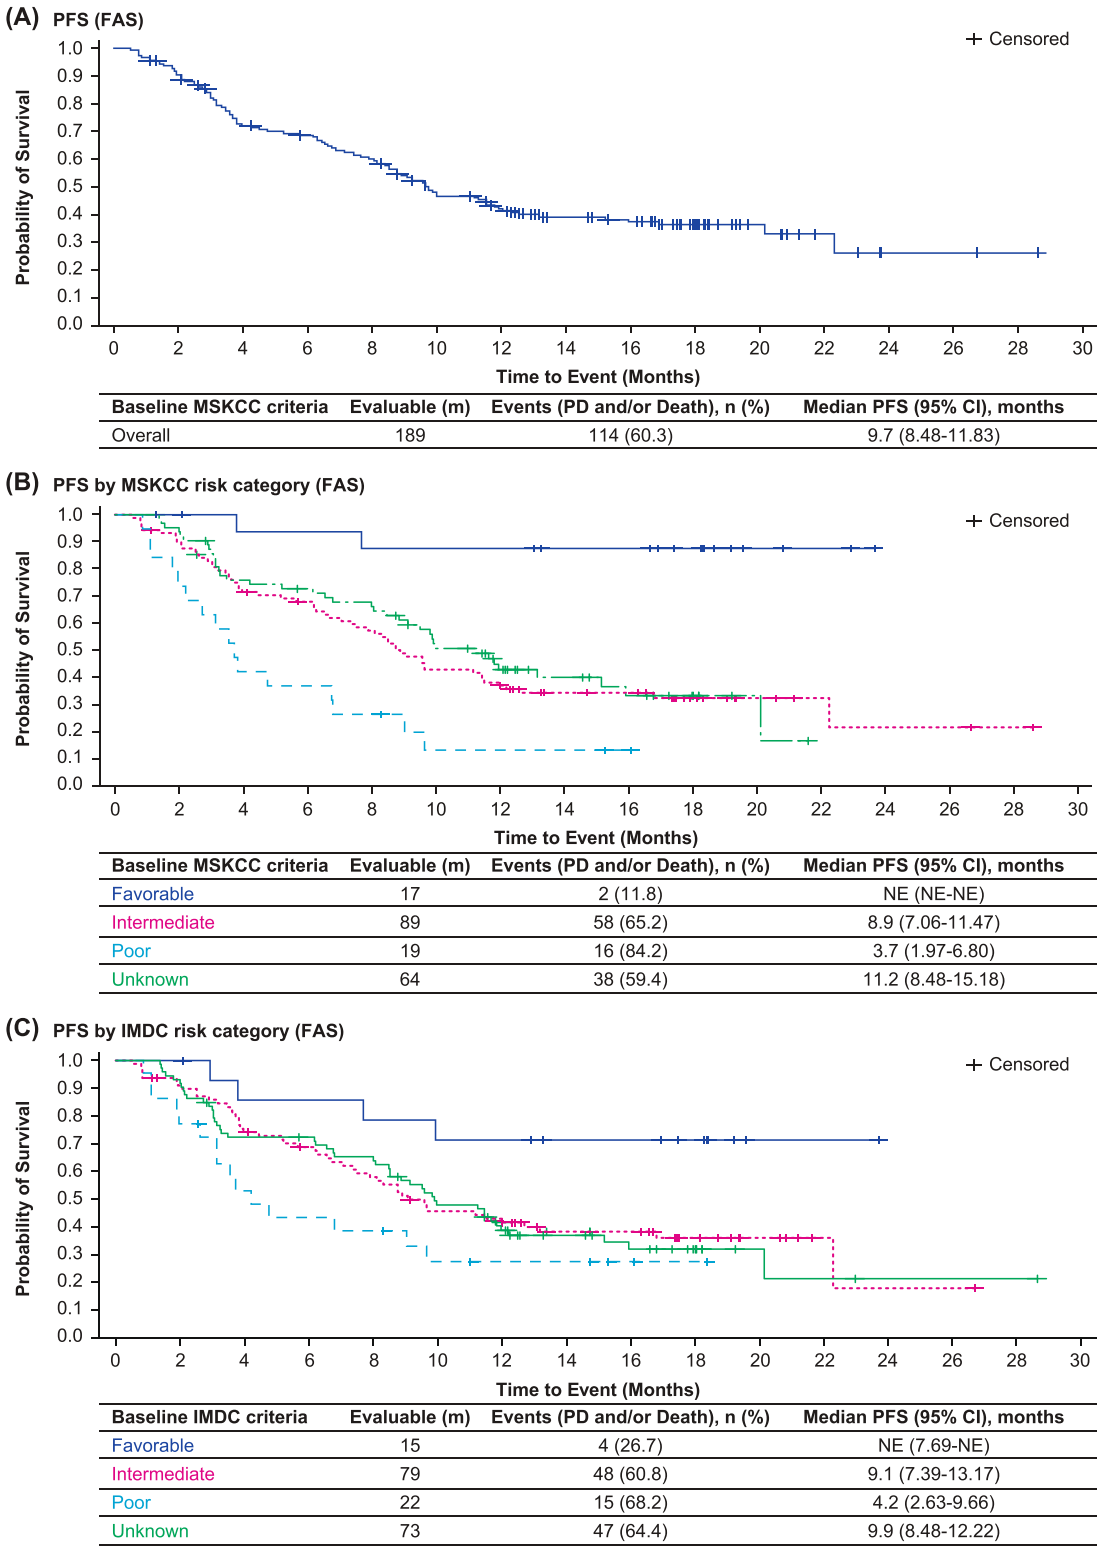 (A) PFS (FAS)
Censored
Probability of Survival
1.0
0.9
0.8
0.7
0.6
0.5
0.4
0.3
0.2
0.1
0.0
0 2 4 6 8 10 12 14 16 18 20 22 24 26 28 30
Time to Event (Months)
Baseline MSKCC criteria Evaluable (m) Events (PD and/or Death), n (%) Median PFS (95% CI), months
Overall 189 114 (60.3) 9.7 (8.48-11.83)
(B) PFS by MSKCC risk category (FAS)
Censored
Probability of Survival
1.0
0.9
0.8
0.7
0.6
0.5
0.4
0.3
0.2
0.1
0.0
0 2 4 6 8 10 12 14 16 18 20 22 24 26 28 30
Time to Event (Months)
Baseline MSKCC criteria Evaluable (m) Events (PD and/or Death), n (%) Median PFS (95% CI), months
Favorable 17 2 (11.8) NE (NE-NE)
Intermediate 89 58 (65.2) 8.9 (7.06-11.47)
Poor 19 16 (84.2) 3.7 (1.97-6.80)
Unknown 64 38 (59.4) 11.2 (8.48-15.18)
(C) PFS by IMDC risk category (FAS)
Censored
Probability of Survival
1.0
0.9
0.8
0.7
0.6
0.5
0.4
0.3
0.2
0.1
0.0
0 2 4 6 8 10 12 14 16 18 20 22 24 26 28 30
Time to Event (Months)
Baseline IMDC criteria Evaluable (m) Events (PD and/or Death), n (%) Median PFS (95% CI), months
Favorable 15 4 (26.7) NE (7.69-NE)
Intermediate 79 48 (60.8) 9.1 (7.39-13.17)
Poor 22 15 (68.2) 4.2 (2.63-9.66)
Unknown 73 47 (64.4) 9.9 (8.48-12.22)